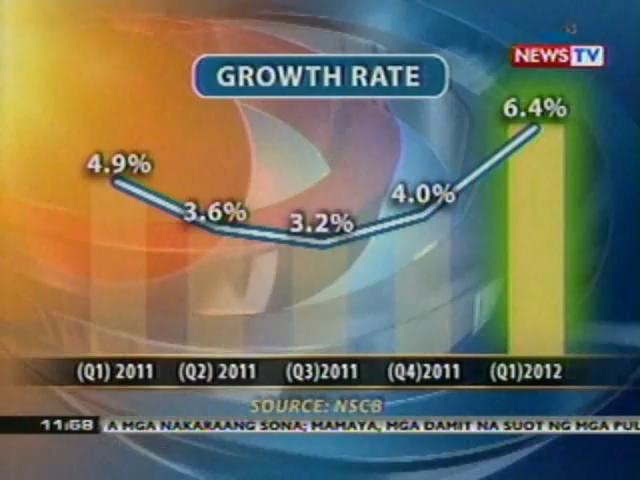 NEWS TV
GROWTH RATE
6.4%
4.9%
4.0%
3.6%
3.2%
(Q1) 2011 (Q2) 2011 (Q3)2011 (Q4)2011 (Q1)2012
SOURCE: NSCB
11:58 A MGA NAKARAANG SONA; MAMAYA, MGA DAMIT NA SUOT NG MGA